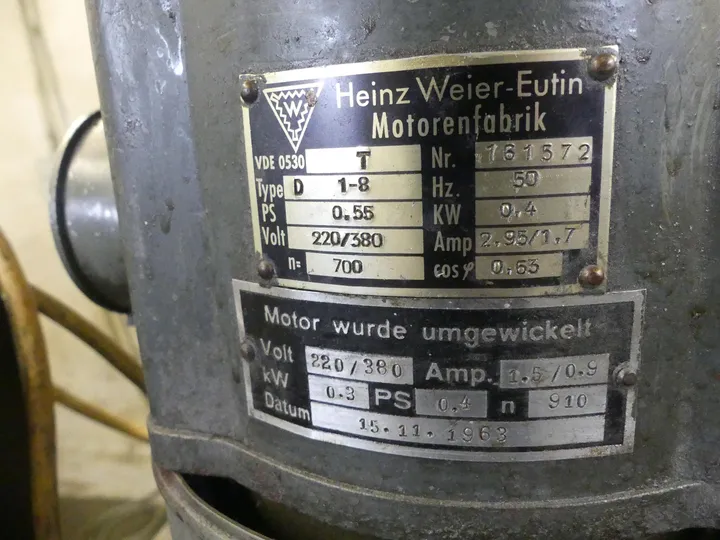 W Heinz Weier-Eutin
Motorenfabrik
VDE 0530 T Nr. 161572
Type D 1-8 Hz. 50
PS 0.55 KW 0,4
Volt 220/380 Amp 2,95/1,7
n= 700 cos φ 0,53
Motor wurde umgewickelt
Volt 220/380 Amp. 1.5/0.9
kW 0.3 PS 0,4 n 910
Datum 15.11.1963